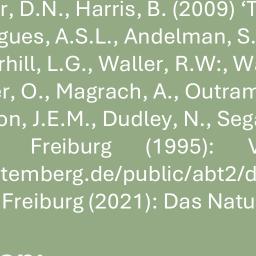 r, D.N., Harris, B. (2009) ‘T
gues, A.S.L., Andelman, S.
rhill, L.G., Waller, R.W:, W
er, O., Magrach, A., Outram
on, J.E.M., Dudley, N., Sega
Freiburg (1995): V
temberg.de/public/abt2/d
Freiburg (2021): Das Natu